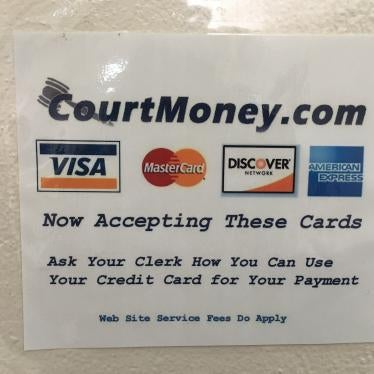 CourtMoney.com
VISA MasterCard DISCOVER NETWORK AMERICAN EXPRESS
Now Accepting These Cards
Ask Your Clerk How You Can Use
Your Credit Card for Your Payment
Web Site Service Fees Do Apply